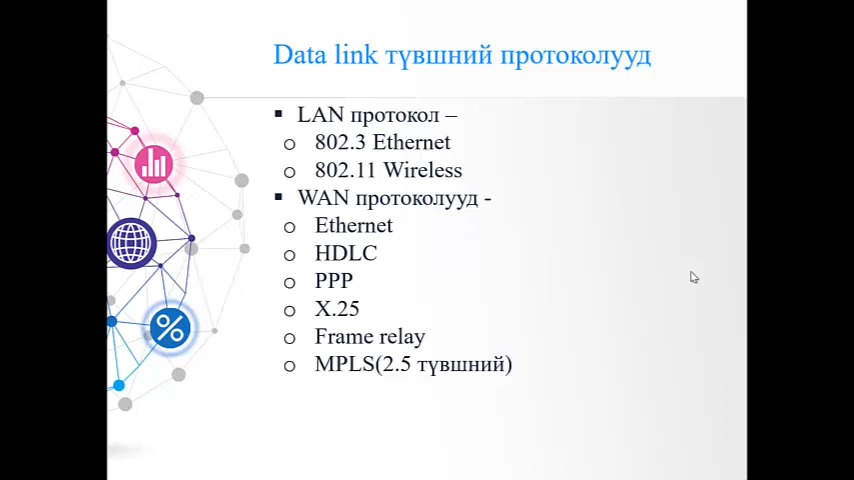 Data link түвшний протоколууд
▪ LAN протокол –
o 802.3 Ethernet
o 802.11 Wireless
▪ WAN протоколууд -
o Ethernet
o HDLC
o PPP
o X.25
o Frame relay
o MPLS(2.5 түвшний)